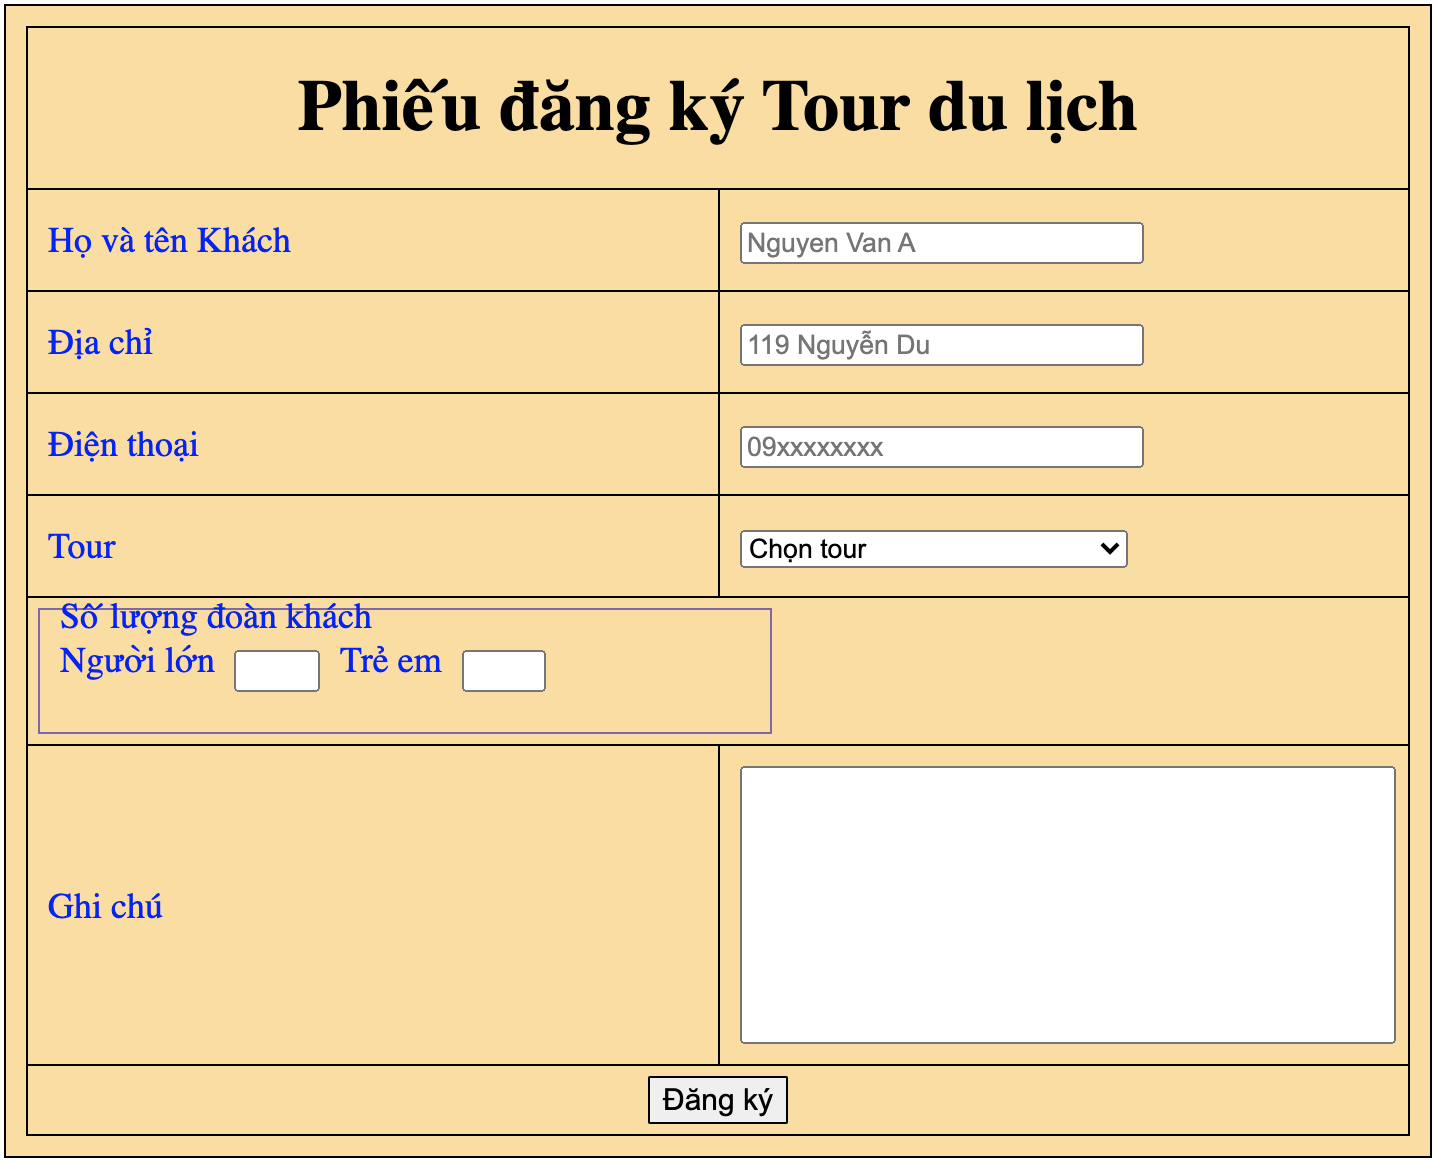 Phiếu đăng ký Tour du lịch
Họ và tên Khách
Nguyen Van A
Địa chỉ
119 Nguyễn Du
Điện thoại
09xxxxxxxx
Tour
Chọn tour
Số lượng đoàn khách
Người lớn Trẻ em
Ghi chú
Đăng ký